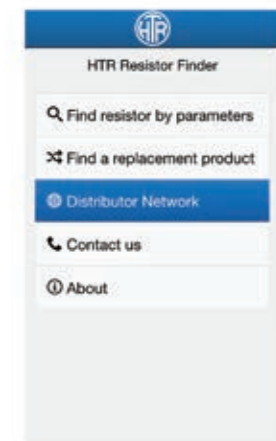 HTR
HTR Resistor Finder
Find resistor by parameters
Find a replacement product
Distributor Network
Contact us
About